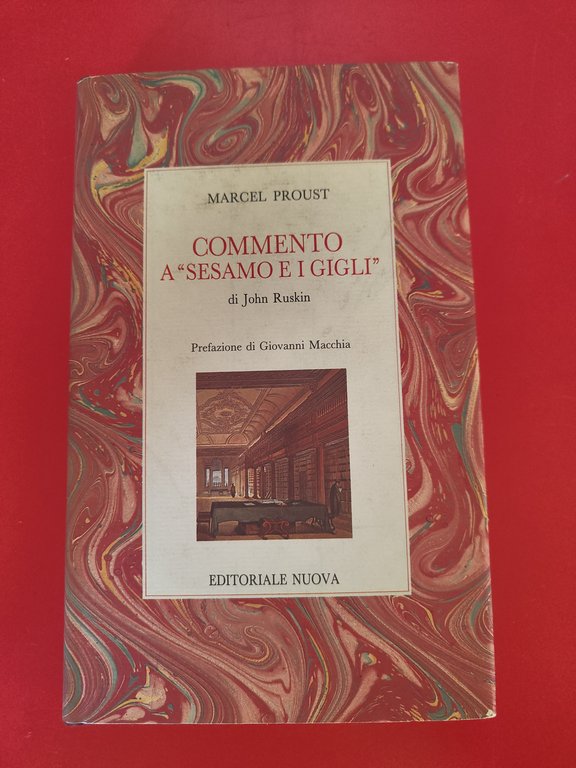 MARCEL PROUST
COMMENTO
A "SESAMO E I GIGLI"
di John Ruskin
Prefazione di Giovanni Macchia
EDITORIALE NUOVA